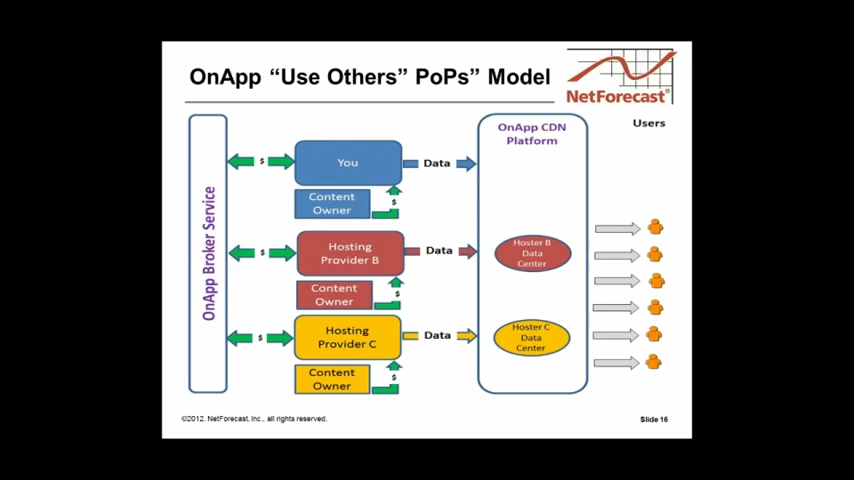 OnApp “Use Others” PoPs” Model
NetForecast®
OnApp Broker Service
$
You
Data
Content
Owner
$
$
Hosting
Provider B
Data
Content
Owner
$
$
Hosting
Provider C
Data
Content
Owner
$
OnApp CDN
Platform
Hoster B
Data
Center
Hoster C
Data
Center
Users
©2012, NetForecast, Inc., all rights reserved.
Slide 16